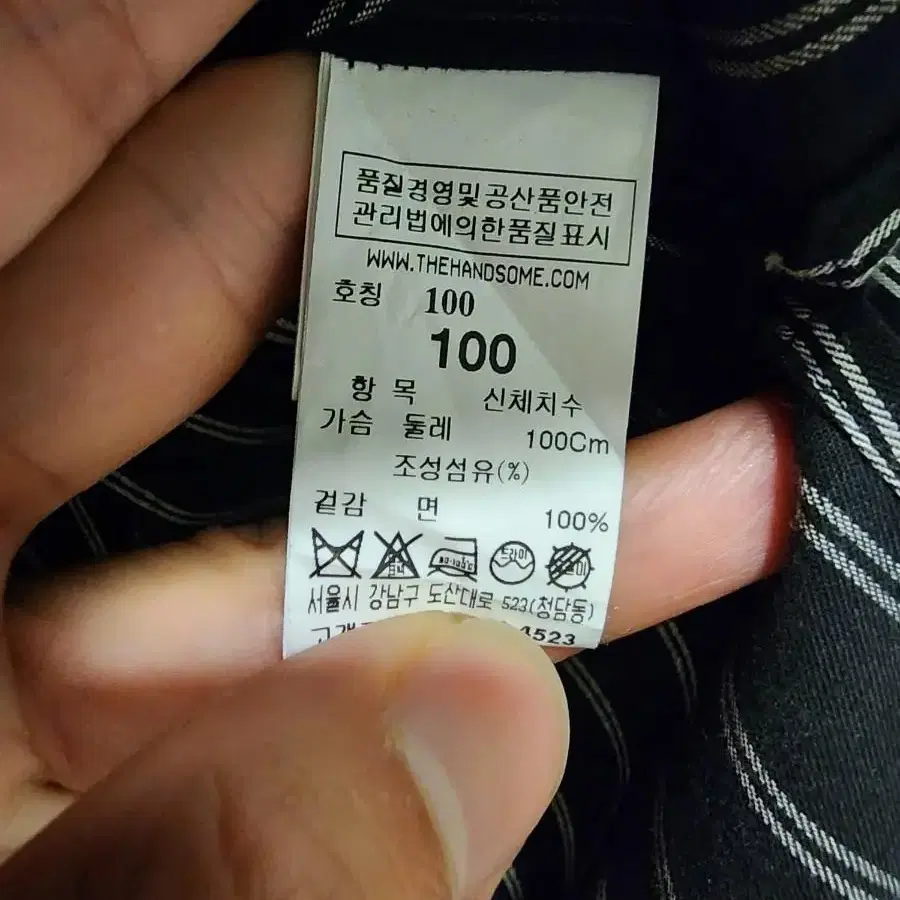 품질경영및공산품안전
관리법에의한품질표시
WWW.THEHANDSOME.COM
호칭 100
100
항 목 신체치수
가슴 둘레 100Cm
조성섬유(%)
겉감 면 100%
드라이
서울시 강남구 도산대로 523(청담동)
4523